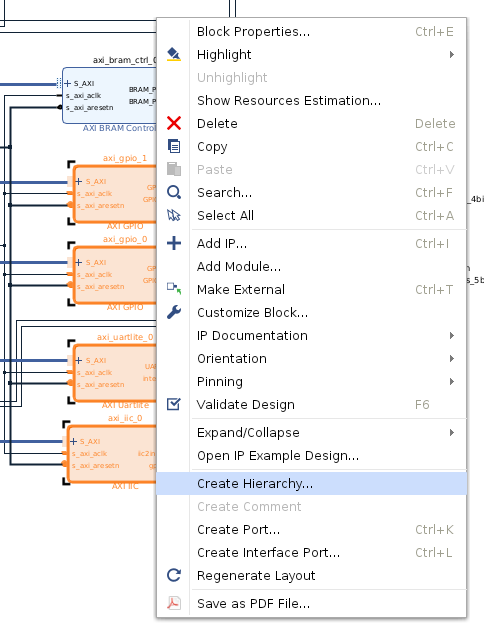 axi_bram_ctrl_0
S_AXI
s_axi_aclk
s_axi_aresetn
BRAM_P
BRAM_P
AXI BRAM Control
axi_gpio_1
S_AXI
s_axi_aclk
s_axi_aresetn
GP
GPI
AXI GPIO
axi_gpio_0
S_AXI
s_axi_aclk
s_axi_aresetn
GP
GPI
AXI GPIO
axi_uartlite_0
S_AXI
s_axi_aclk
s_axi_aresetn
UA
inte
AXI Uartlite
axi_iic_0
S_AXI
s_axi_aclk
s_axi_aresetn
iic2in
gp
AXI IIC
Block Properties... Ctrl+E
Highlight
Unhighlight
Show Resources Estimation...
Delete Delete
Copy Ctrl+C
Paste Ctrl+V
Search... Ctrl+F
Select All Ctrl+A
Add IP... Ctrl+I
Add Module...
Make External Ctrl+T
Customize Block...
IP Documentation
Orientation
Pinning
Validate Design F6
Expand/Collapse
Open IP Example Design...
Create Hierarchy...
Create Comment
Create Port... Ctrl+K
Create Interface Port... Ctrl+L
Regenerate Layout
Save as PDF File...
_4bi
s_5b